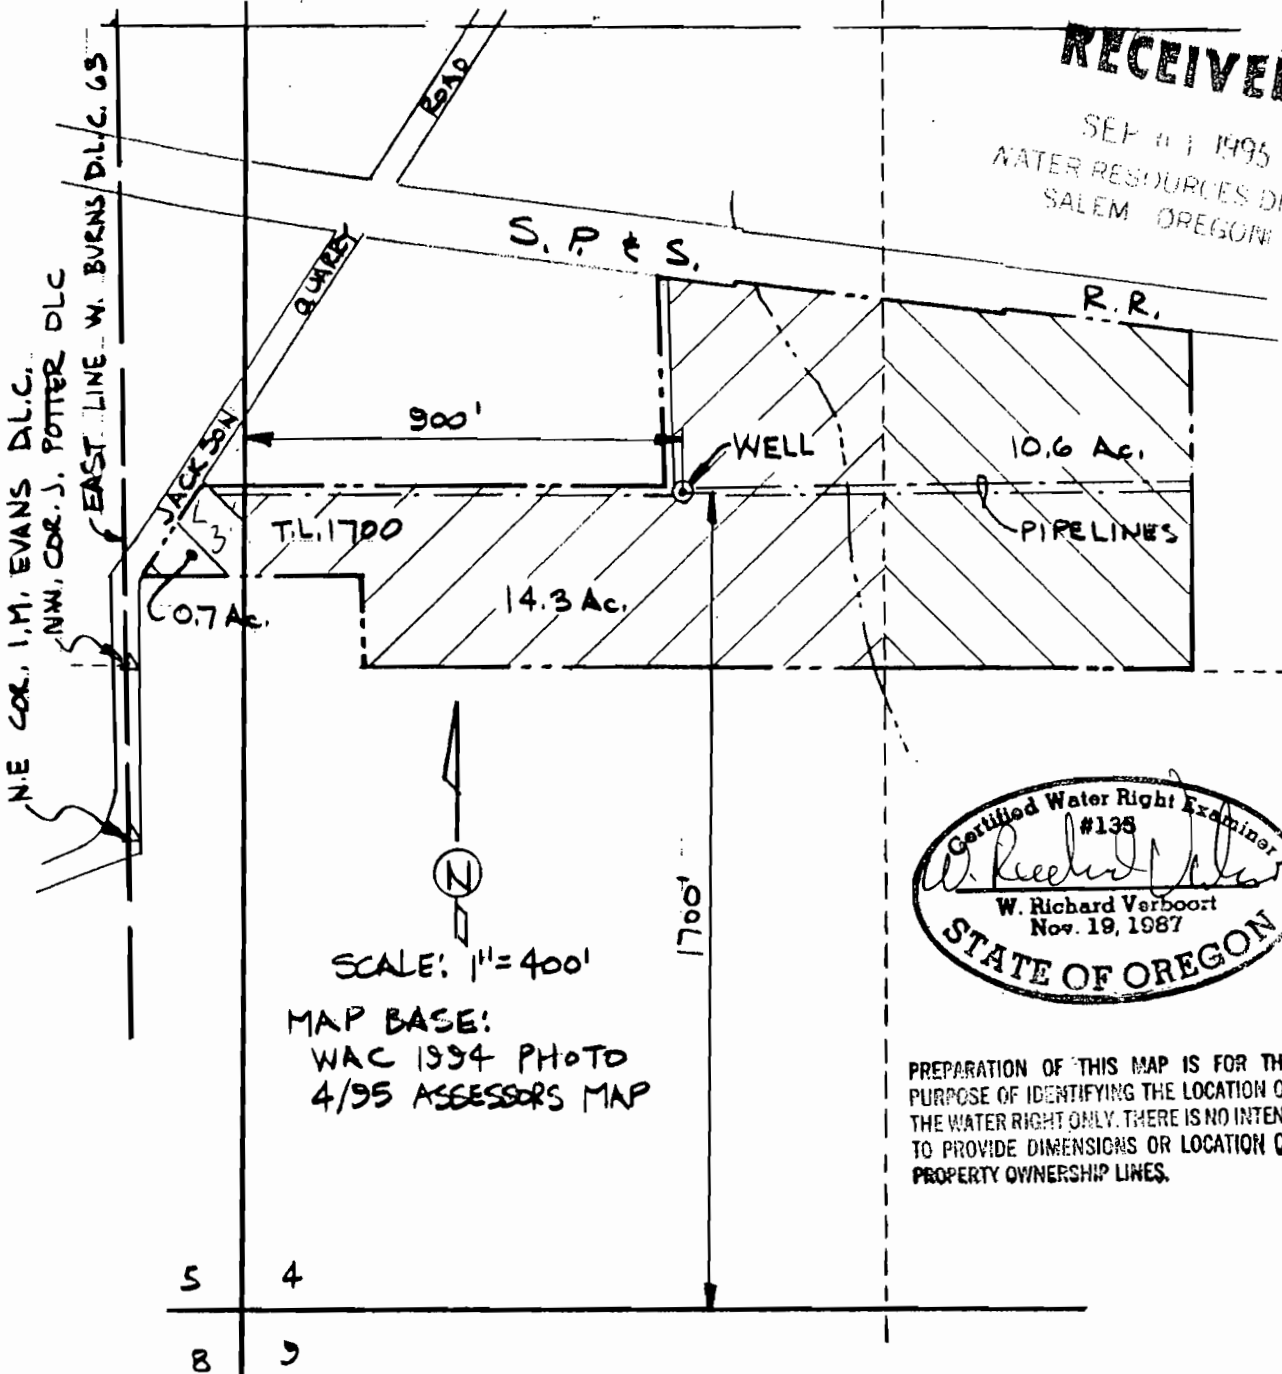 RECEIVE
SEP 1995
WATER RESOURCES D
SALEM OREGON
ROAD
QUARRY
JACKSON
S. P. & S.
R. R.
N.E COR. I.M. EVANS D.L.C.
N.W. COR. J. POTTER DLC
EAST LINE W. BURNS D.L.C. 63
900'
WELL
10.6 Ac.
PIPELINES
T.L. 1700
14.3 Ac.
0.7 Ac.
1700'
N
SCALE: 1"=400'
MAP BASE:
WAC 1994 PHOTO
4/95 ASSESSORS MAP
Certified Water Right Examiner
#135
W. Richard Verboort
Nov. 19, 1987
STATE OF OREGON
PREPARATION OF THIS MAP IS FOR TH
PURPOSE OF IDENTIFYING THE LOCATION O
THE WATER RIGHT ONLY. THERE IS NO INTEN
TO PROVIDE DIMENSIONS OR LOCATION O
PROPERTY OWNERSHIP LINES.
5 4
8 9